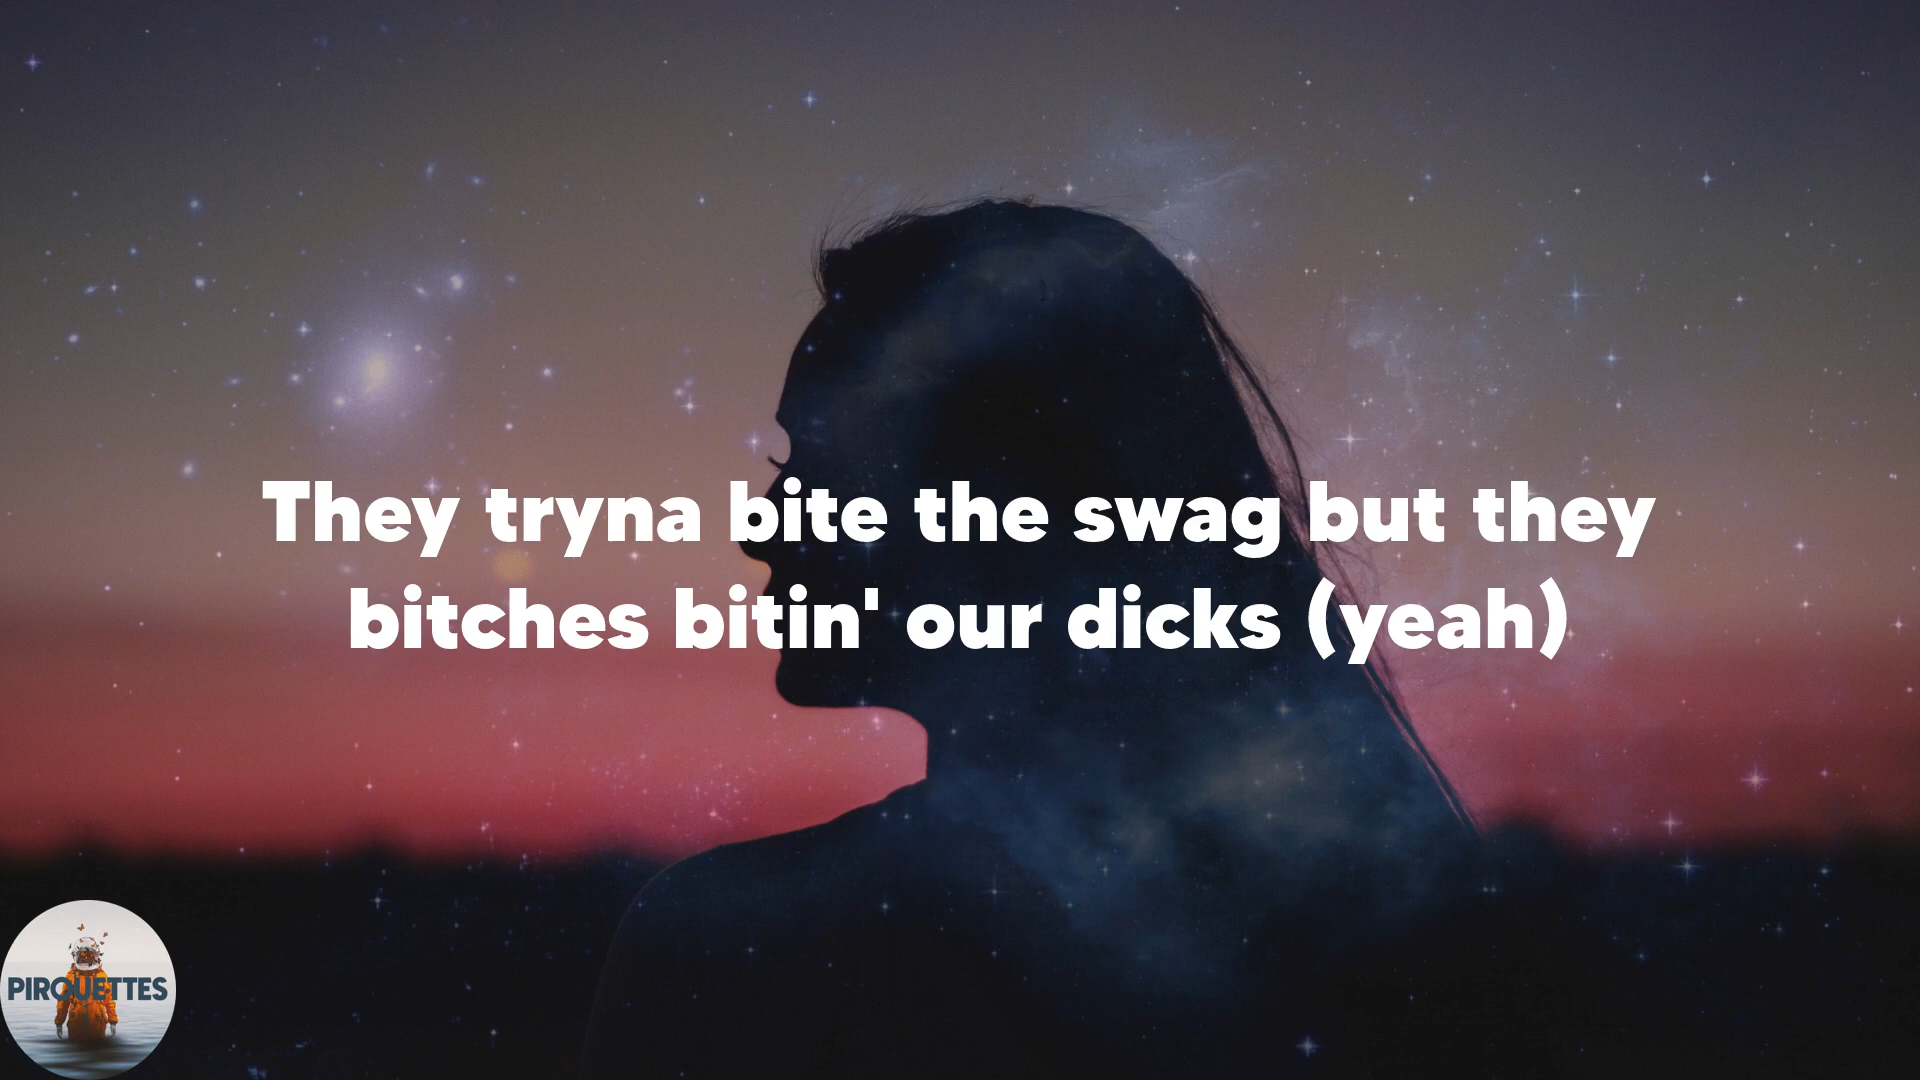 They tryna bite the swag but they
bitches bitin' our dicks (yeah)
PIRQUETTES